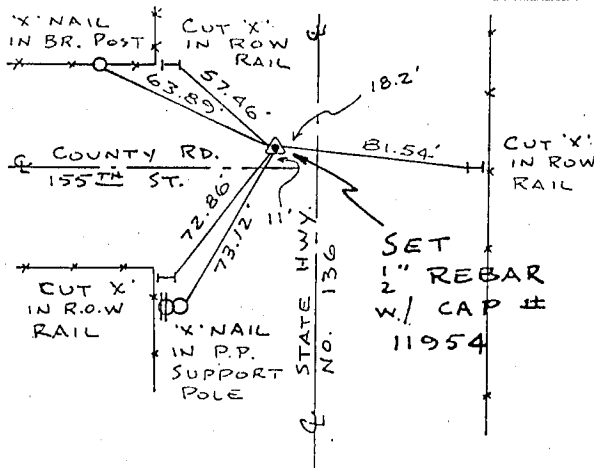 'X' NAIL
IN BR. POST
CUT 'X'
IN ROW
RAIL
℄
63.89'
57.46'
18.2'
81.54'
CUT 'X'
IN ROW
RAIL
℄ COUNTY RD.
155TH ST.
11'
72.86'
73.12'
SET
1/2" REBAR
W/ CAP #
11954
STATE HWY.
NO. 136
CUT 'X'
IN R.O.W
RAIL
'X' NAIL
IN P.P.
SUPPORT
POLE
℄